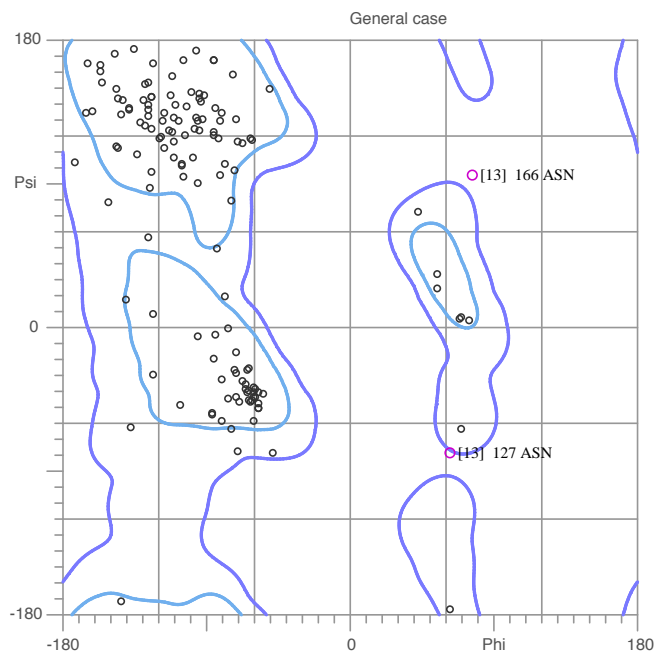 General case
180
Psi
[13] 166 ASN
0
[13] 127 ASN
-180
-180 0 Phi 180